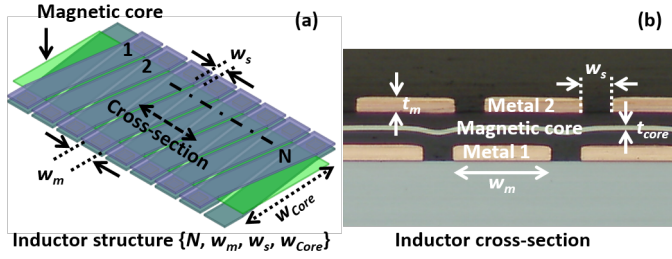 Magnetic core
(a)
1
2
w_s
Cross-section
N
w_m
w_Core
Inductor structure {N, w_m, w_s, w_Core}
(b)
w_s
t_m
Metal 2
Magnetic core
t_core
Metal 1
w_m
Inductor cross-section